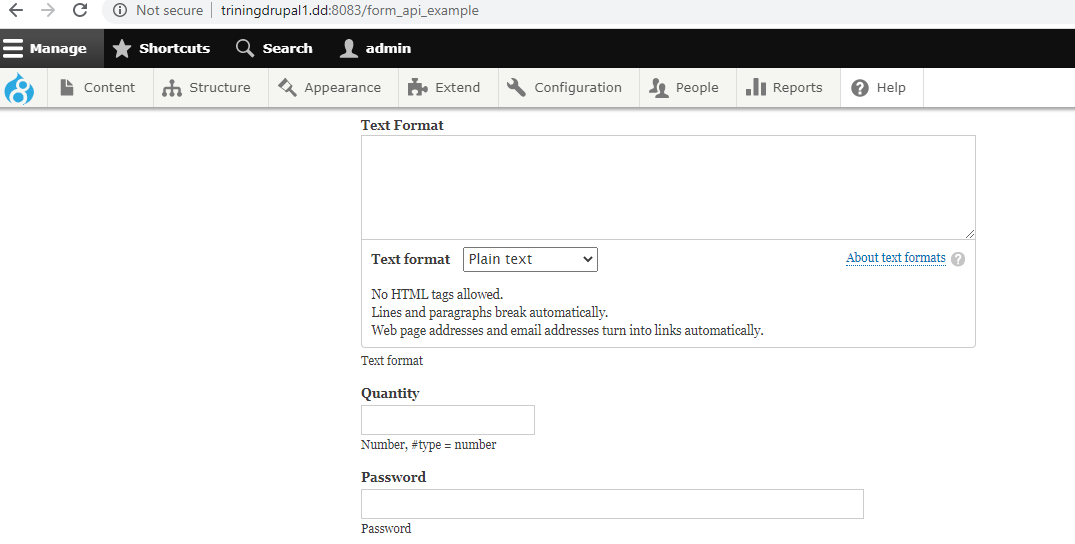 Not secure | triningdrupal1.dd:8083/form_api_example
Manage Shortcuts Search admin
Content Structure Appearance Extend Configuration People Reports Help
Text Format
Text format Plain text About text formats ?
No HTML tags allowed.
Lines and paragraphs break automatically.
Web page addresses and email addresses turn into links automatically.
Text format
Quantity
Number, #type = number
Password
Password